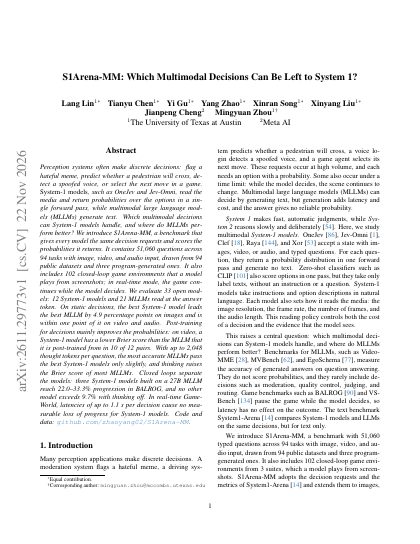 S1Arena-MM: Which Multimodal Decisions Can Be Left to System 1?
Lang Lin1* Tianyu Chen1* Yi Gu1* Yang Zhao1* Xinran Song1* Xinyang Liu1*
Jianpeng Cheng2 Mingyuan Zhou1†
1The University of Texas at Austin 2Meta AI
arXiv:2611.29773v1 [cs.CV] 22 Nov 2026
Abstract
Perception systems often make discrete decisions: flag a
hateful meme, predict whether a pedestrian will cross, de-
tect a spoofed voice, or select the next move in a game.
System-1 models, such as OneJev and Jev-Omni, read the
media and return probabilities over the options in a sin-
gle forward pass, while multimodal large language models
(MLLMs) generate text. Which multimodal decisions
can System-1 models handle, and where do MLLMs per-
form better? We introduce S1Arena-MM, a benchmark that
gives every model the same decision requests and scores the
probabilities it returns. It contains 51,060 questions across
94 tasks with image, video, and audio input, drawn from 94
public datasets and three program-generated ones. It also
includes 102 closed-loop game environments that a model
plays from screenshots; in real-time mode, the game con-
tinues while the model decides. We evaluate 33 open mod-
els: 12 System-1 models and 21 MLLMs read at the answer
token. On static decisions, the best System-1 model leads
the best MLLM by 4.9 percentage points on images and is
within one point of it on video and audio. Post-training
for decisions mainly improves the probabilities: on video, a
System-1 model has a lower Brier score than the MLLM that
it is post-trained from in 10 of 12 pairs. With up to 2,048
thought tokens per question, the most accurate MLLMs pass
the best System-1 models only slightly, and thinking raises
the Brier score of most MLLMs. Closed loops separate
the models: three System-1 models built on a 27B MLLM
reach 22.0–33.3% progression in BALROG, and no other
model exceeds 9.7% with thinking off. In real-time Game-
World, latencies of up to 1.1 s per decision cause no mea-
surable loss of progress for System-1 models. Code and
data: github.com/zhaoyang02/S1-Arena-MM.
1. Introduction
Many perception applications make discrete decisions. A
moderation system flags a hateful meme, a driving sys-
*Equal contribution.
†Corresponding author: mingyuan.zhou@mccombs.utexas.edu
tem predicts whether a pedestrian will cross, a voice lo-
gin detects a spoofed voice, and a game agent selects its
next move. These requests occur at high volume, and each
needs an option with a probability. Some also occur under a
time limit: while the model decides, the scene continues to
change. Multimodal large language models (MLLMs) can
decide by generating text, but generation adds latency and
cost, and the answer gives no reliable probability.
System 1 makes fast, automatic judgments, while Sys-
tem 2 reasons slowly and deliberately [54]. Here, we study
multimodal System-1 models. OneJev [86], Jev-Omni [1],
Clef [18], Raya [144], and Xor [53] accept a state with im-
ages, video, or audio, and typed questions. For each ques-
tion, they return a probability distribution in one forward
pass and generate no text. Zero-shot classifiers such as
CLIP [103] also score options in one pass, but they take only
label texts, without an instruction or a question. System-1
models take instructions and option descriptions in natural
language. Each model also sets how it reads the media: the
image resolution, the frame rate, the number of frames, and
the audio length. This reading policy controls both the cost
of a decision and the evidence that the model sees.
This raises a central question: which multimodal deci-
sions can System-1 models handle, and where do MLLMs
perform better? Benchmarks for MLLMs, such as Video-
MME [28], MVBench [62], and EgoSchema [77], measure
the accuracy of generated answers on question answering.
They do not score probabilities, and they rarely include de-
cisions such as moderation, quality control, judging, and
routing. Game benchmarks such as BALROG [90] and VS-
Bench [134] pause the game while the model decides, so
latency has no effect on the outcome. The text benchmark
System1-Arena [14] compares System-1 models and LLMs
on the same decisions, but for text only.
We introduce S1Arena-MM, a benchmark with 51,060
typed questions across 94 tasks with image, video, and au-
dio input, drawn from 94 public datasets and three program-
generated ones. It also includes 102 closed-loop game envi-
ronments from 3 suites, which a model plays from screen-
shots. S1Arena-MM adopts the decision requests and the
metrics of System1-Arena [14] and extends them to images,
1